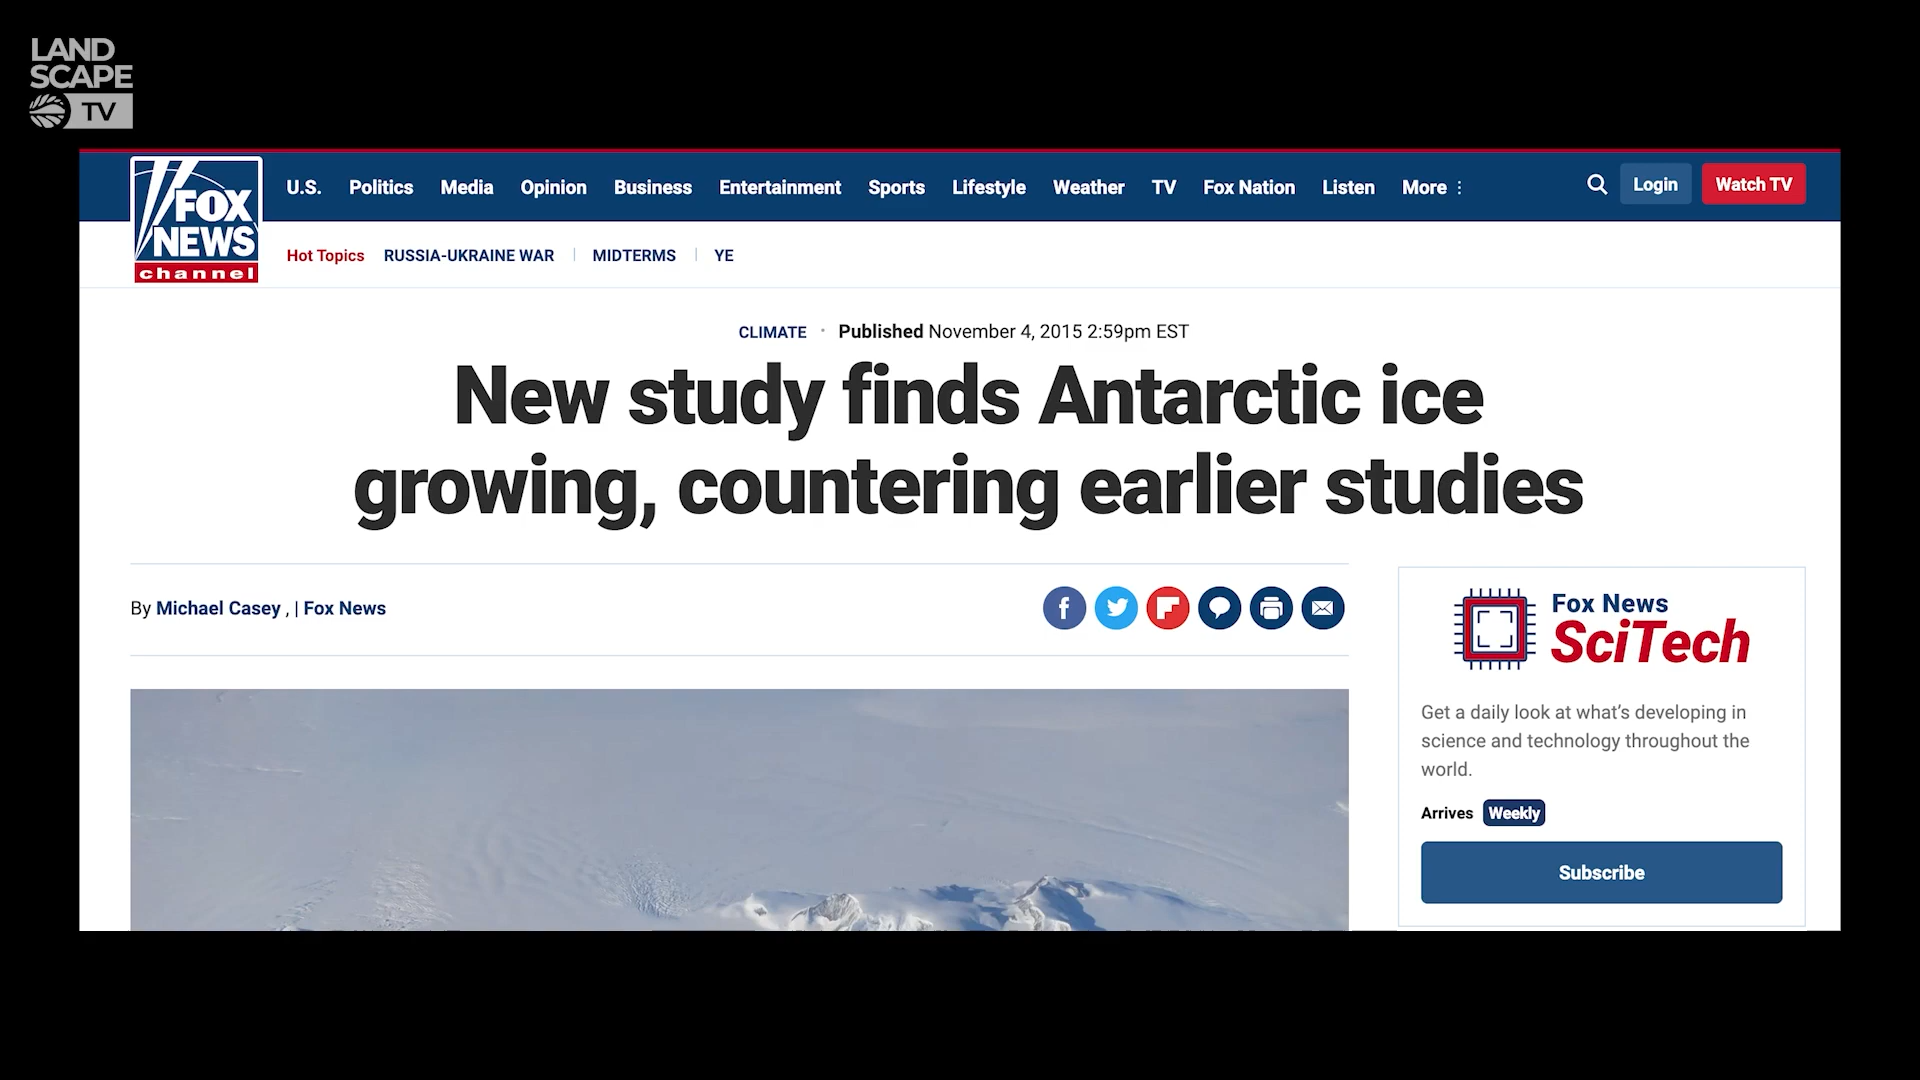 LAND
SCAPE
TV
FOX
NEWS
channel
U.S. Politics Media Opinion Business Entertainment Sports Lifestyle Weather TV Fox Nation Listen More Login Watch TV
Hot Topics RUSSIA-UKRAINE WAR MIDTERMS YE
CLIMATE · Published November 4, 2015 2:59pm EST
New study finds Antarctic ice
growing, countering earlier studies
By Michael Casey , | Fox News
Fox News
SciTech
Get a daily look at what's developing in
science and technology throughout the
world.
Arrives Weekly
Subscribe